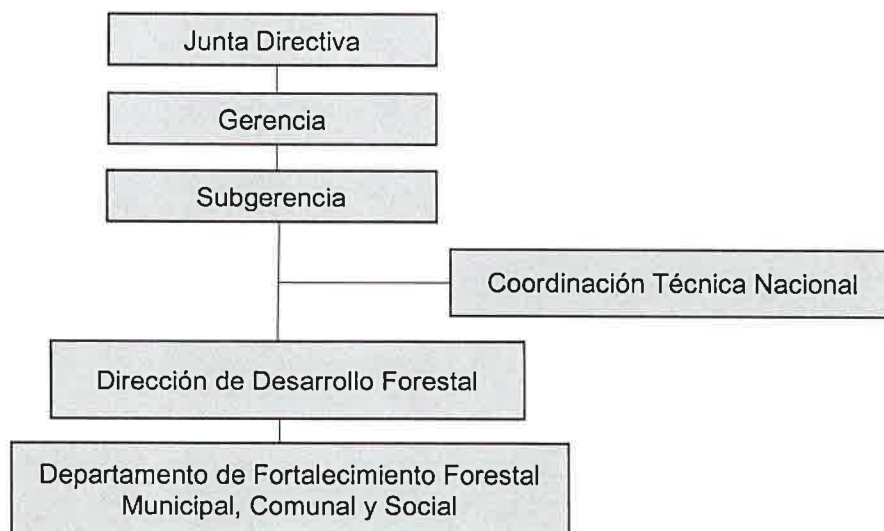 Junta Directiva
Gerencia
Subgerencia
Coordinación Técnica Nacional
Dirección de Desarrollo Forestal
Departamento de Fortalecimiento Forestal
Municipal, Comunal y Social